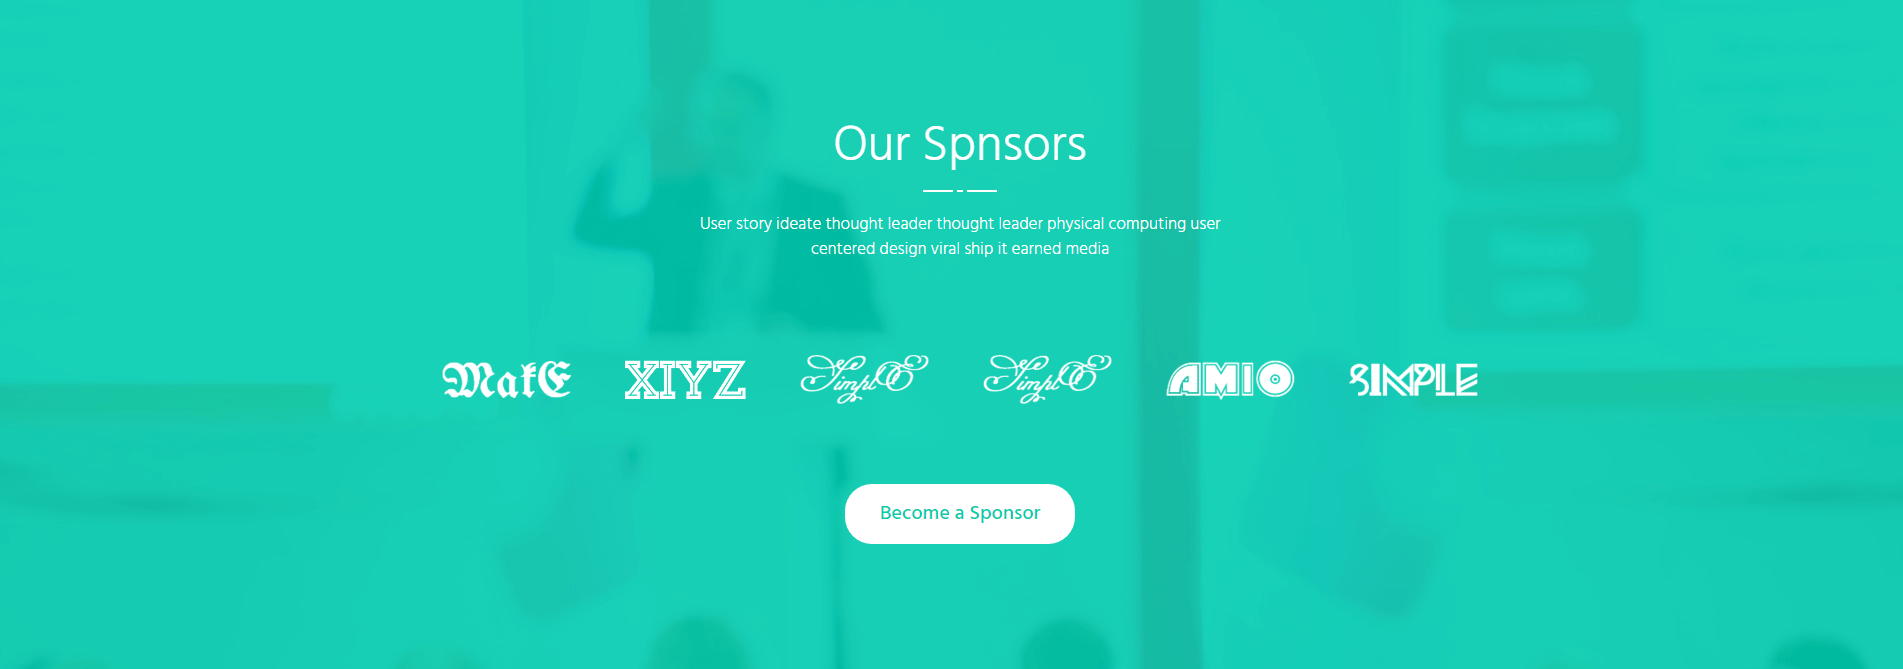 Our Spnsors
User story ideate thought leader thought leader physical computing user
centered design viral ship it earned media
MakE XIYZ SimplE SimplE AMIO SIMPLE
Become a Sponsor